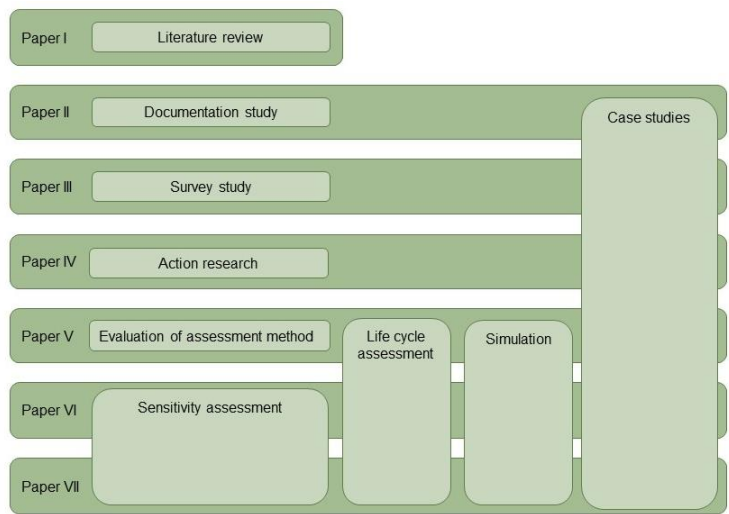 Paper I
Literature review
Paper II
Documentation study
Case studies
Paper III
Survey study
Paper IV
Action research
Paper V
Evaluation of assessment method
Life cycle
assessment
Simulation
Paper VI
Sensitivity assessment
Paper VII